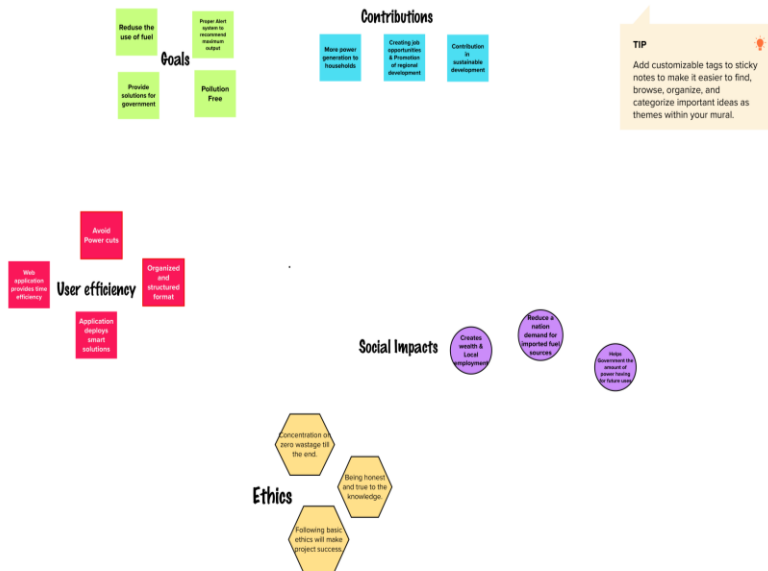 Goals
Reduse the
use of fuel
Proper Alert
system to
recommend
maximum
output
Provide
solutions for
government
Pollution
Free
Contributions
More power
generation to
households
Creating job
opportunities
& Promotion
of regional
development
Contribution
in
sustainable
development
TIP
Add customizable tags to sticky
notes to make it easier to find,
browse, organize, and
categorize important ideas as
themes within your mural.
User efficiency
Avoid
Power cuts
Web
application
provides time
efficiency
Organized
and
structured
format
Application
deploys
smart
solutions
Social Impacts
Creates
wealth &
Local
employment
Reduce a
nation
demand for
imported fuel
sources
Helps
Government the
amount of
power having
for future uses
Ethics
Concentration on
zero wastage till
the end.
Being honest
and true to the
knowledge.
Following basic
ethics will make
project success.